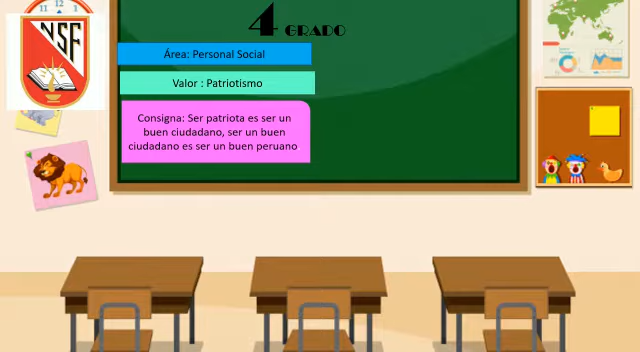 4 GRADO
NSF
Área: Personal Social
Valor : Patriotismo
Consigna: Ser patriota es ser un
buen ciudadano, ser un buen
ciudadano es ser un buen peruano